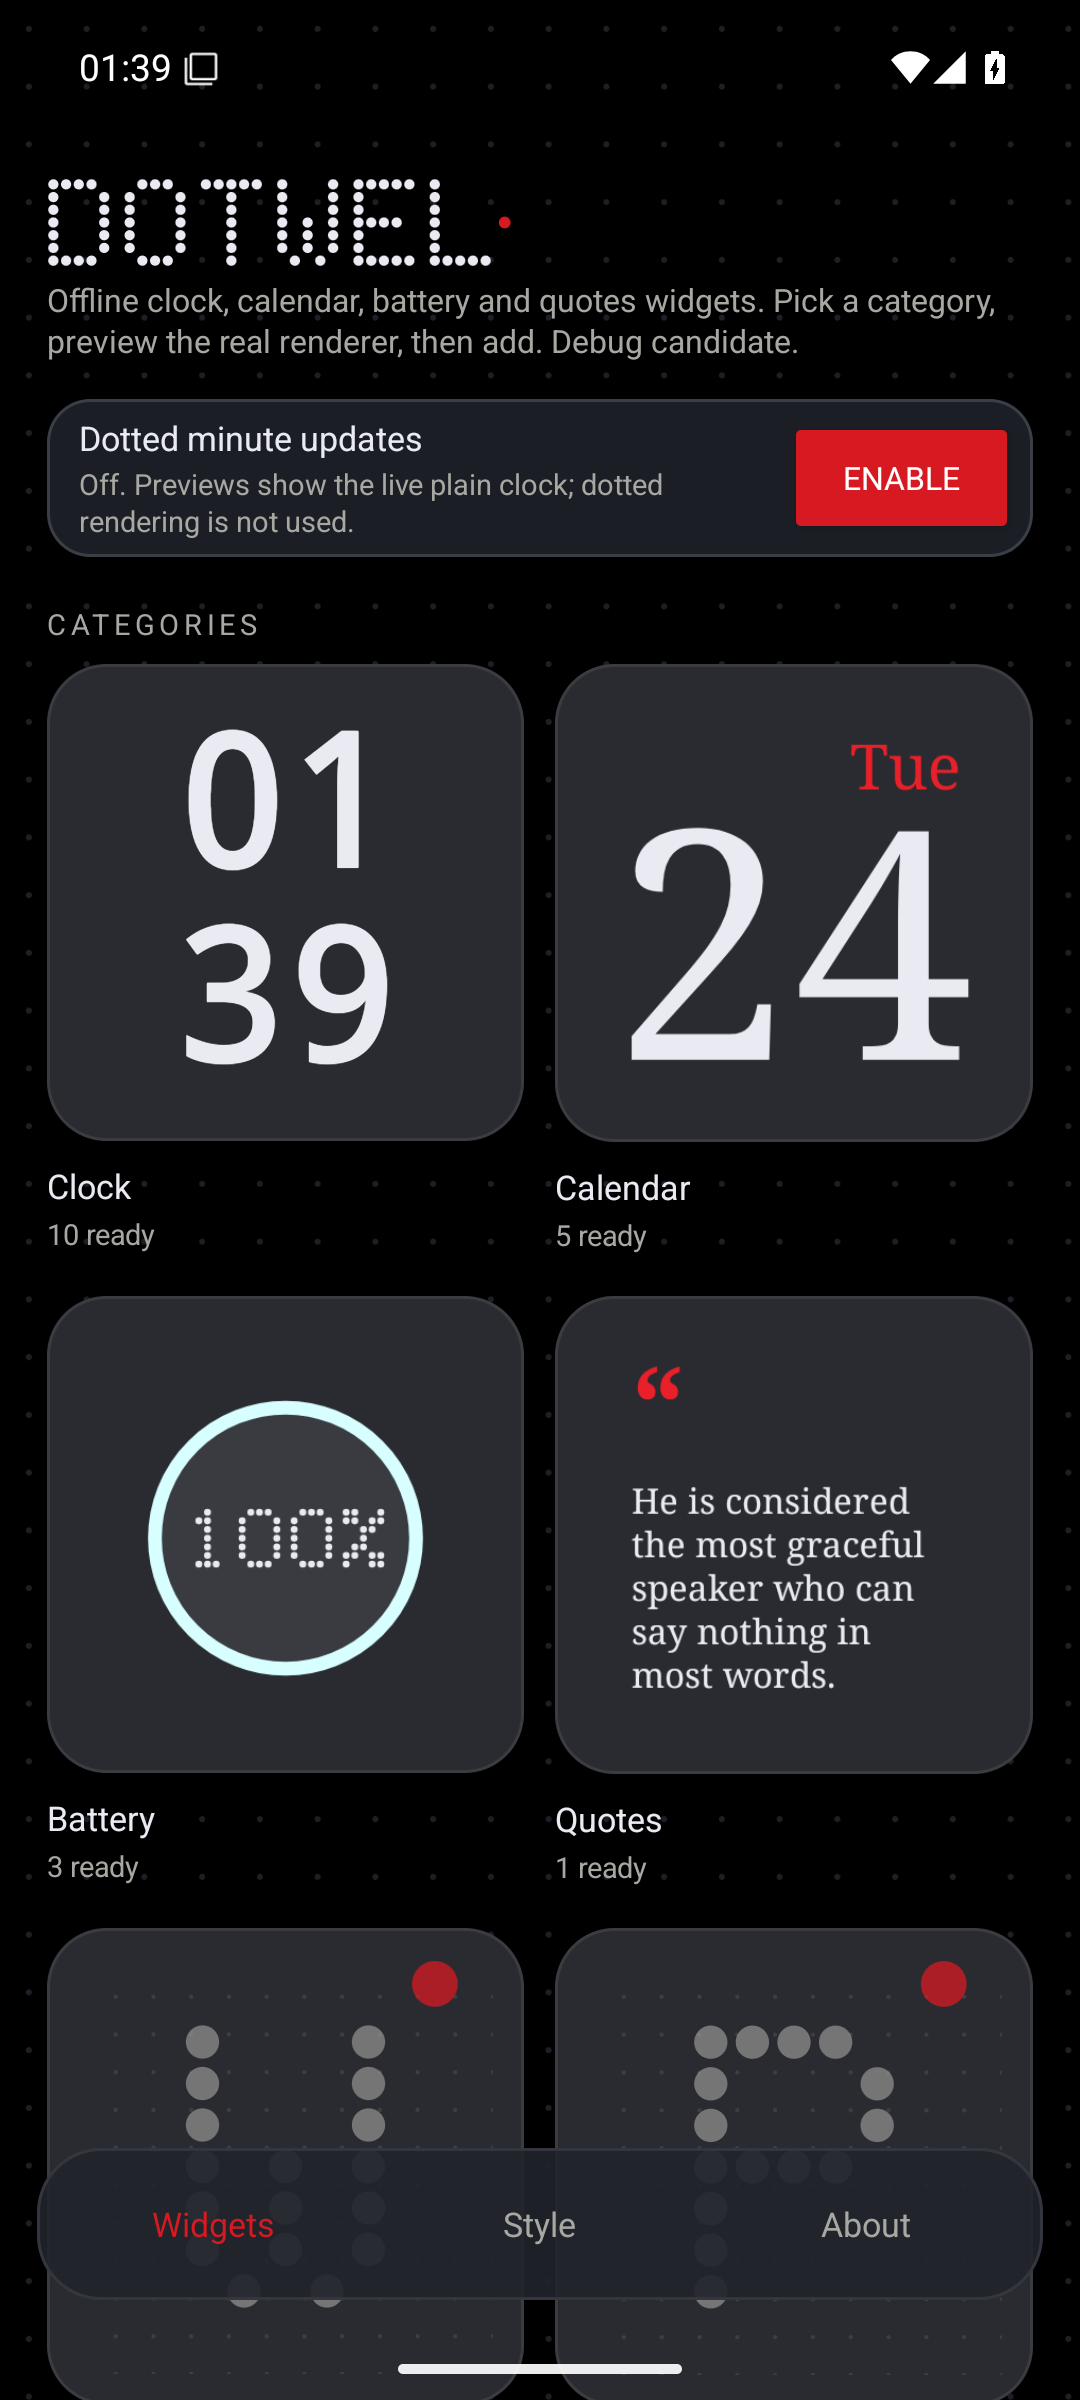 01:39
DOTWEL
Offline clock, calendar, battery and quotes widgets. Pick a category,
preview the real renderer, then add. Debug candidate.
Dotted minute updates
Off. Previews show the live plain clock; dotted
rendering is not used.
ENABLE
CATEGORIES
01
39
Tue
24
Clock
10 ready
Calendar
5 ready
100%
“
He is considered
the most graceful
speaker who can
say nothing in
most words.
Battery
3 ready
Quotes
1 ready
W
P
Widgets
Style
About